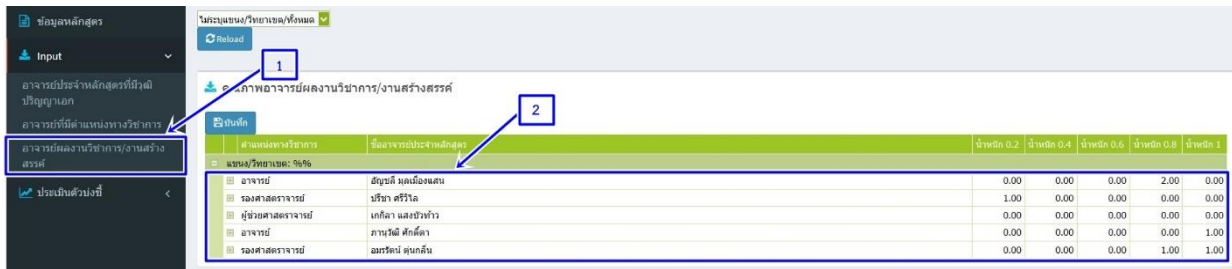 ข้อมูลหลักสูตร
Input
อาจารย์ประจำหลักสูตรที่มีวุฒิ
ปริญญาเอก
อาจารย์ที่มีตำแหน่งทางวิชาการ
อาจารย์ผลงานวิชาการ/งานสร้าง
สรรค์
ประเมินตัวบ่งชี้
ไม่ระบุแขนง/วิทยาเขต/ทั้งหมด
Reload
1
คุณภาพอาจารย์ผลงานวิชาการ/งานสร้างสรรค์
2
บันทึก
ตำแหน่งทางวิชาการ ชื่ออาจารย์ประจำหลักสูตร น้ำหนัก 0.2 น้ำหนัก 0.4 น้ำหนัก 0.6 น้ำหนัก 0.8 น้ำหนัก 1
แขนง/วิทยาเขต: %%
อาจารย์ อัญชลี มุลเมืองแสน 0.00 0.00 0.00 2.00 0.00
รองศาสตราจารย์ ปรีชา ศรีวิไล 1.00 0.00 0.00 0.00 0.00
ผู้ช่วยศาสตราจารย์ แสงบัวท้าว 0.00 0.00 0.00 0.00 0.00
อาจารย์ ภานุวัฒิ ศักดิ์ดา 0.00 0.00 0.00 0.00 1.00
รองศาสตราจารย์ อมรรัตน์ ตุ่นกลิ่น 0.00 0.00 0.00 1.00 1.00